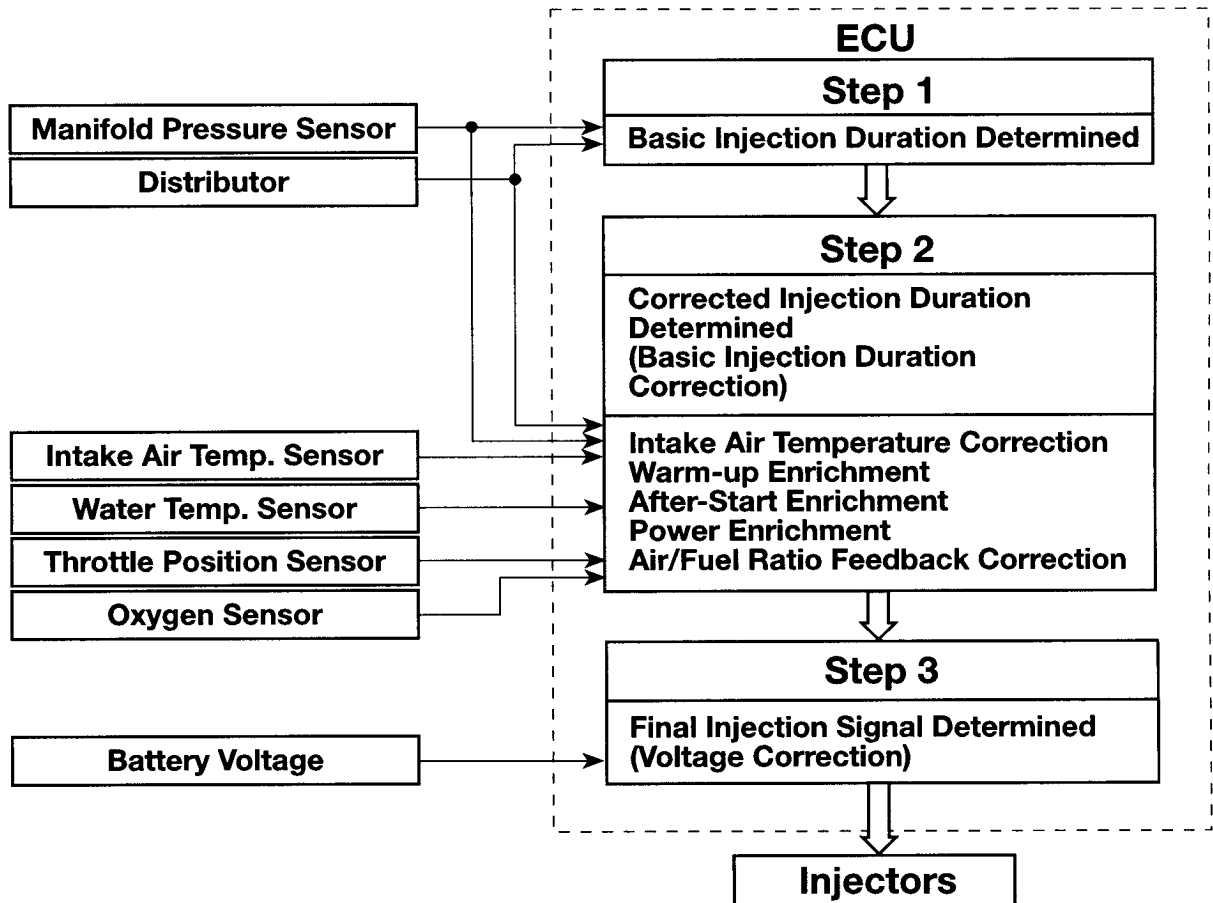 ECU
Step 1
Basic Injection Duration Determined
Manifold Pressure Sensor
Distributor
Step 2
Corrected Injection Duration
Determined
(Basic Injection Duration
Correction)
Intake Air Temperature Correction
Warm-up Enrichment
After-Start Enrichment
Power Enrichment
Air/Fuel Ratio Feedback Correction
Intake Air Temp. Sensor
Water Temp. Sensor
Throttle Position Sensor
Oxygen Sensor
Step 3
Final Injection Signal Determined
(Voltage Correction)
Battery Voltage
Injectors